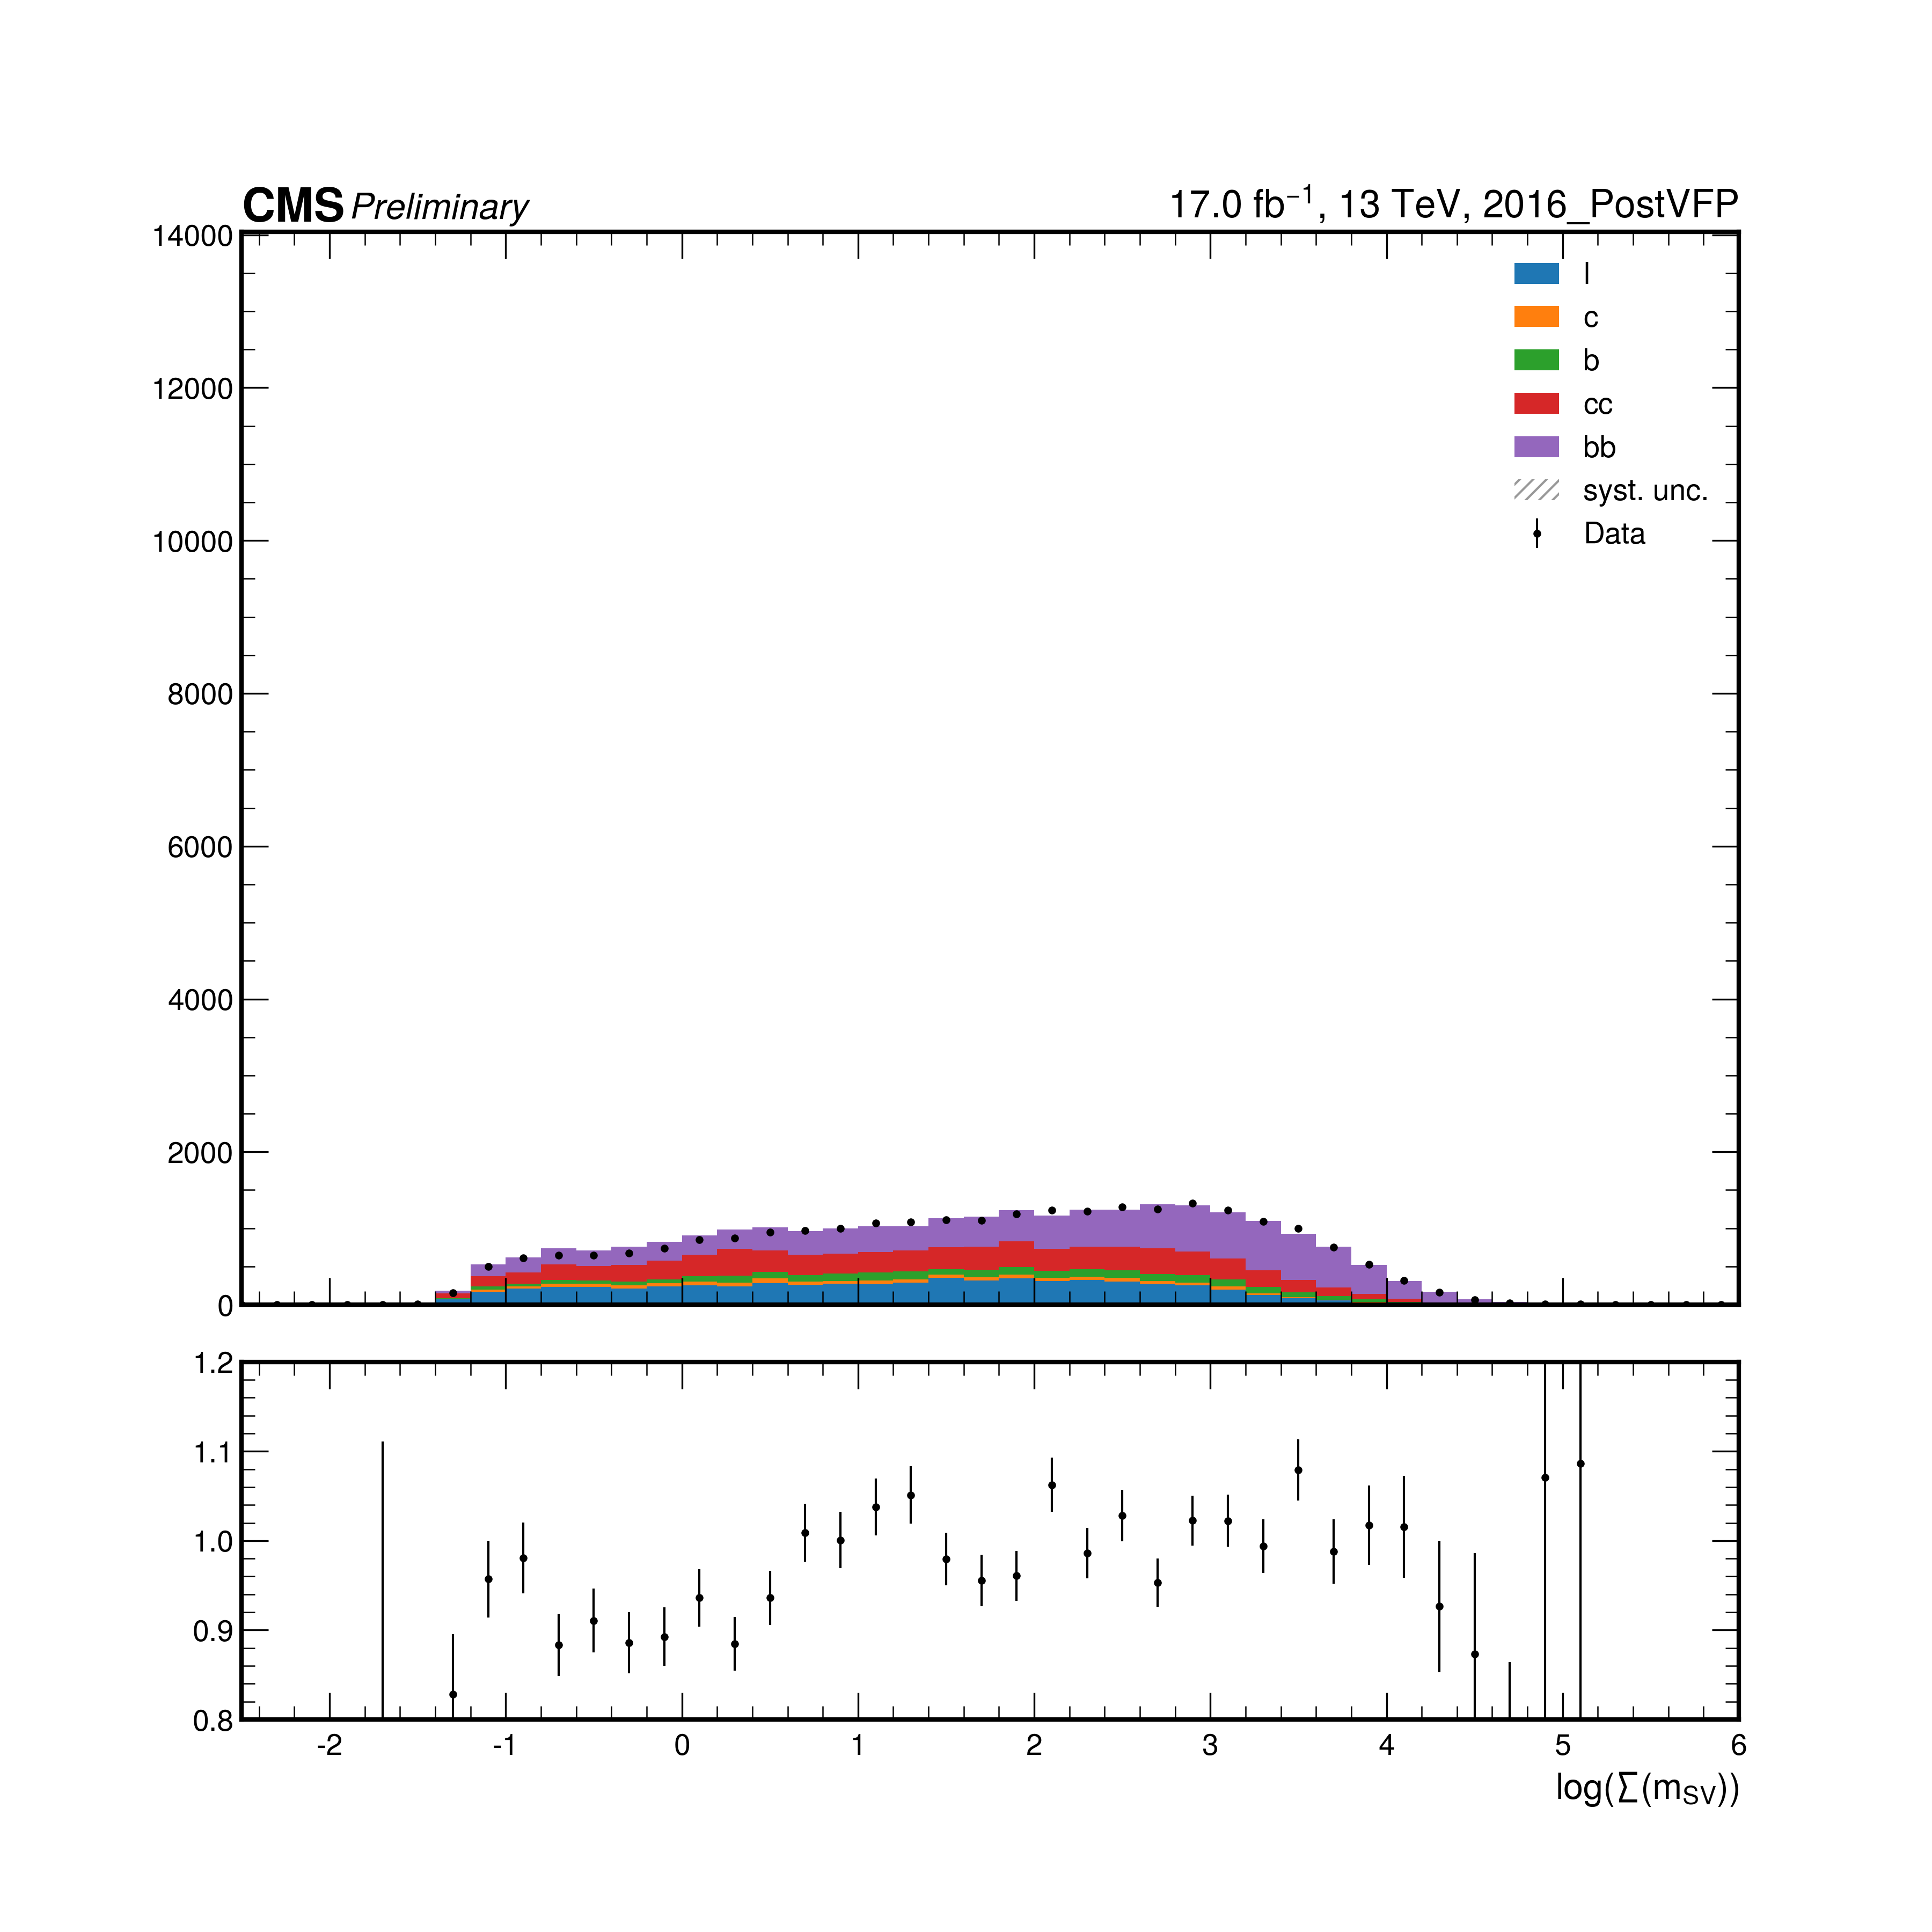 CMS Preliminary
17.0 fb⁻¹, 13 TeV, 2016_PostVFP
14000
12000
10000
8000
6000
4000
2000
0
l
c
b
cc
bb
syst. unc.
Data
1.2
1.1
1.0
0.9
0.8
-2 -1 0 1 2 3 4 5 6
log(Σ(mSV))